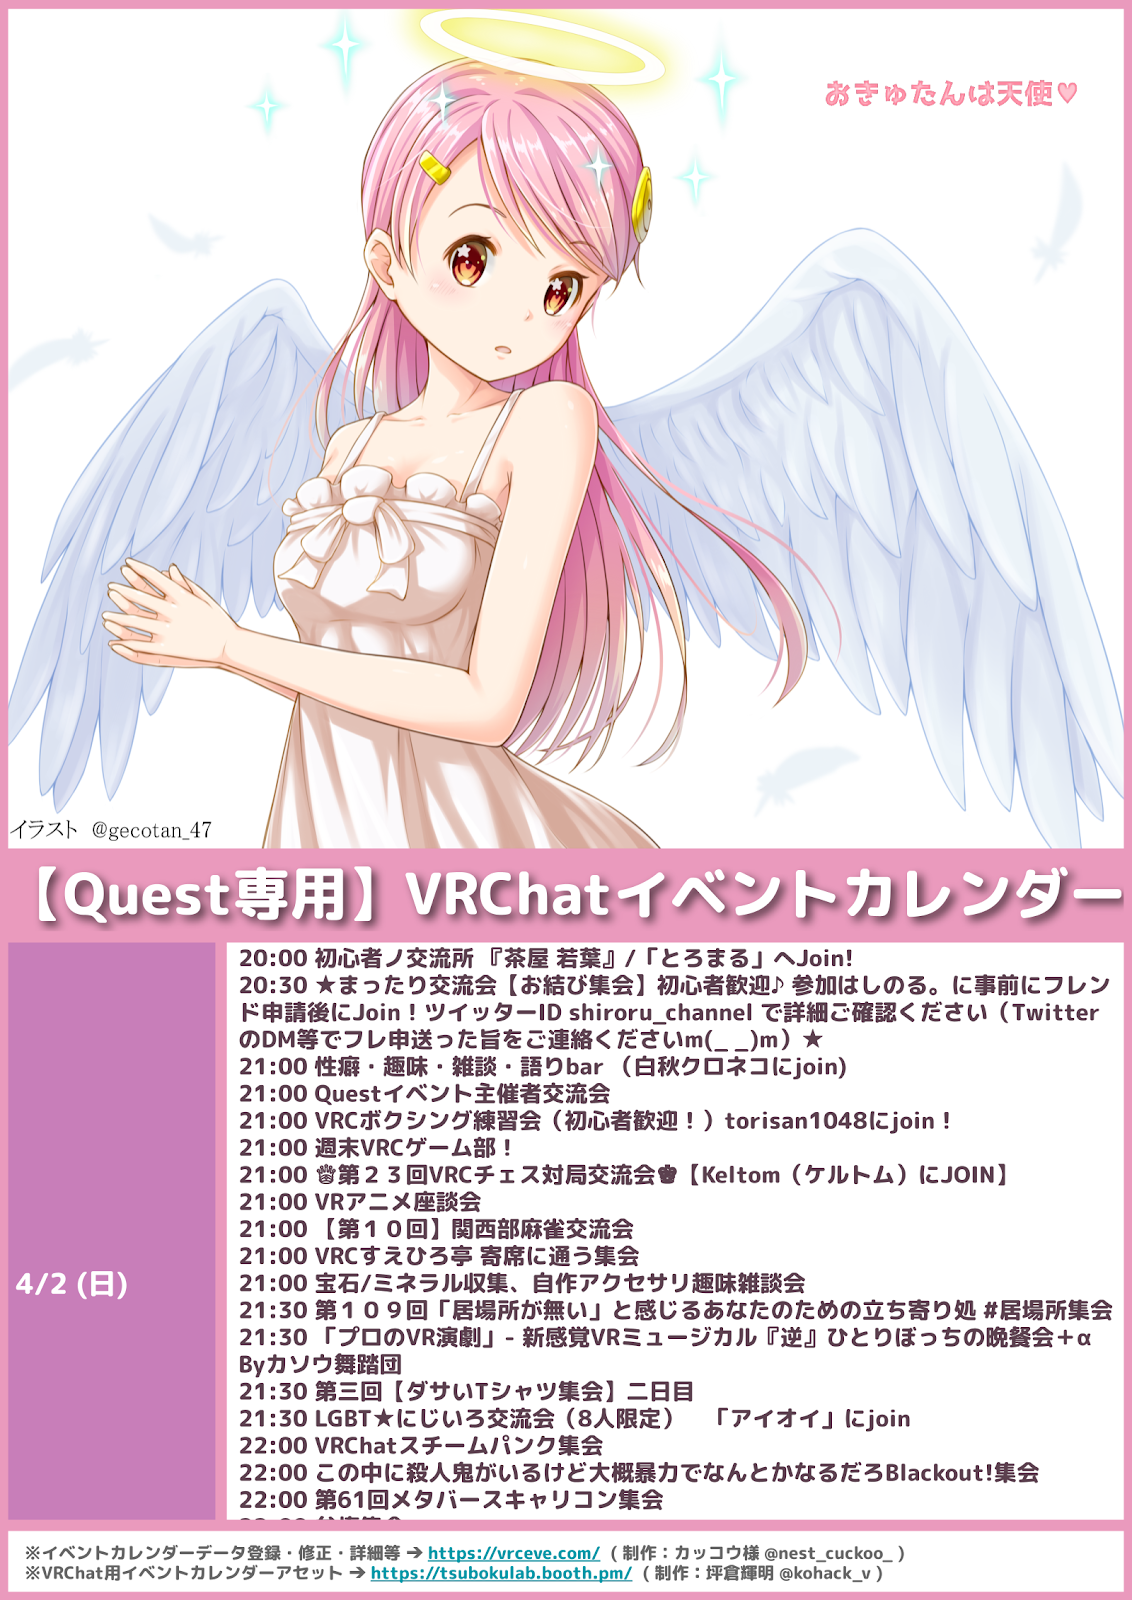 おきゅたんは天使♥
イラスト @gecotan_47
【Quest専用】VRChatイベントカレンダー
4/2 (日)
20:00 初心者ノ交流所 『茶屋 若葉』/「とろまる」へJoin!
20:30 ★まったり交流会【お結び集会】初心者歓迎♪ 参加はしのる。に事前にフレン
ド申請後にJoin！ツイッターID shiroru_channel で詳細ご確認ください（Twitter
のDM等でフレ申送った旨をご連絡くださいm(_ _)m）★
21:00 性癖・趣味・雑談・語りbar （白秋クロネコにjoin)
21:00 Questイベント主催者交流会
21:00 VRCボクシング練習会（初心者歓迎！）torisan1048にjoin！
21:00 週末VRCゲーム部！
21:00 ♕第２３回VRCチェス対局交流会♚【Keltom（ケルトム）にJOIN】
21:00 VRアニメ座談会
21:00 【第１０回】関西部麻雀交流会
21:00 VRCすえひろ亭 寄席に通う集会
21:00 宝石/ミネラル収集、自作アクセサリ趣味雑談会
21:30 第１０９回「居場所が無い」と感じるあなたのための立ち寄り処 #居場所集会
21:30 「プロのVR演劇」- 新感覚VRミュージカル『逆』ひとりぼっちの晩餐会＋α
Byカソウ舞踏団
21:30 第三回【ダサいTシャツ集会】二日目
21:30 LGBT★にじいろ交流会（8人限定）　「アイオイ」にjoin
22:00 VRChatスチームパンク集会
22:00 この中に殺人鬼がいるけど大概暴力でなんとかなるだろBlackout!集会
22:00 第61回メタバースキャリコン集会
※イベントカレンダーデータ登録・修正・詳細等 ➔ https://vrceve.com/ ( 制作：カッコウ様 @nest_cuckoo_ )
※VRChat用イベントカレンダーアセット ➔ https://tsubokulab.booth.pm/ ( 制作：坪倉輝明 @kohack_v )